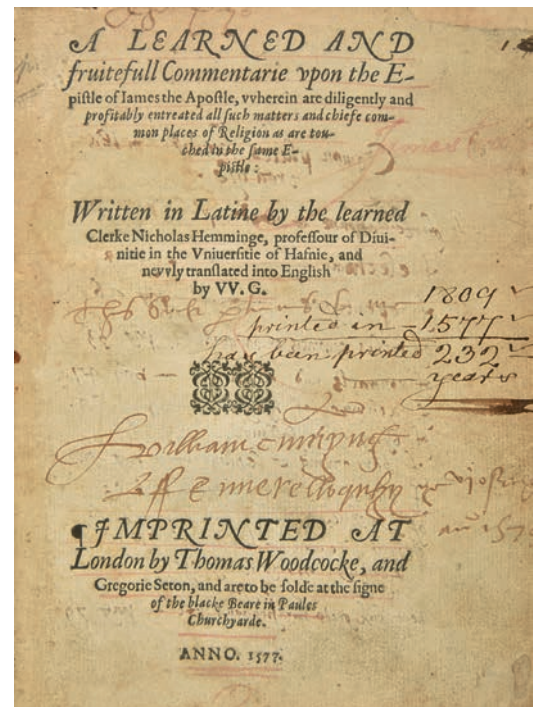 A LEARNED AND
fruitefull Commentarie vpon the E-
pistle of Iames the Apostle, vvherein are diligently and
profitably entreated all such matters and chiefe com-
mon places of Religion as are tou-
ched in the same E-
pistle:
Written in Latine by the learned
Clerke Nicholas Hemminge, professour of Diui-
nitie in the Vniuersitie of Hafnie, and
nevvly translated into English
by VV. G.
1809
printed in 1577
has been printed 232
years
William
¶IMPRINTED AT
London by Thomas Woodcocke, and
Gregorie Seton, and are to be solde at the signe
of the blacke Beare in Paules
Churchyarde.
ANNO. 1577.